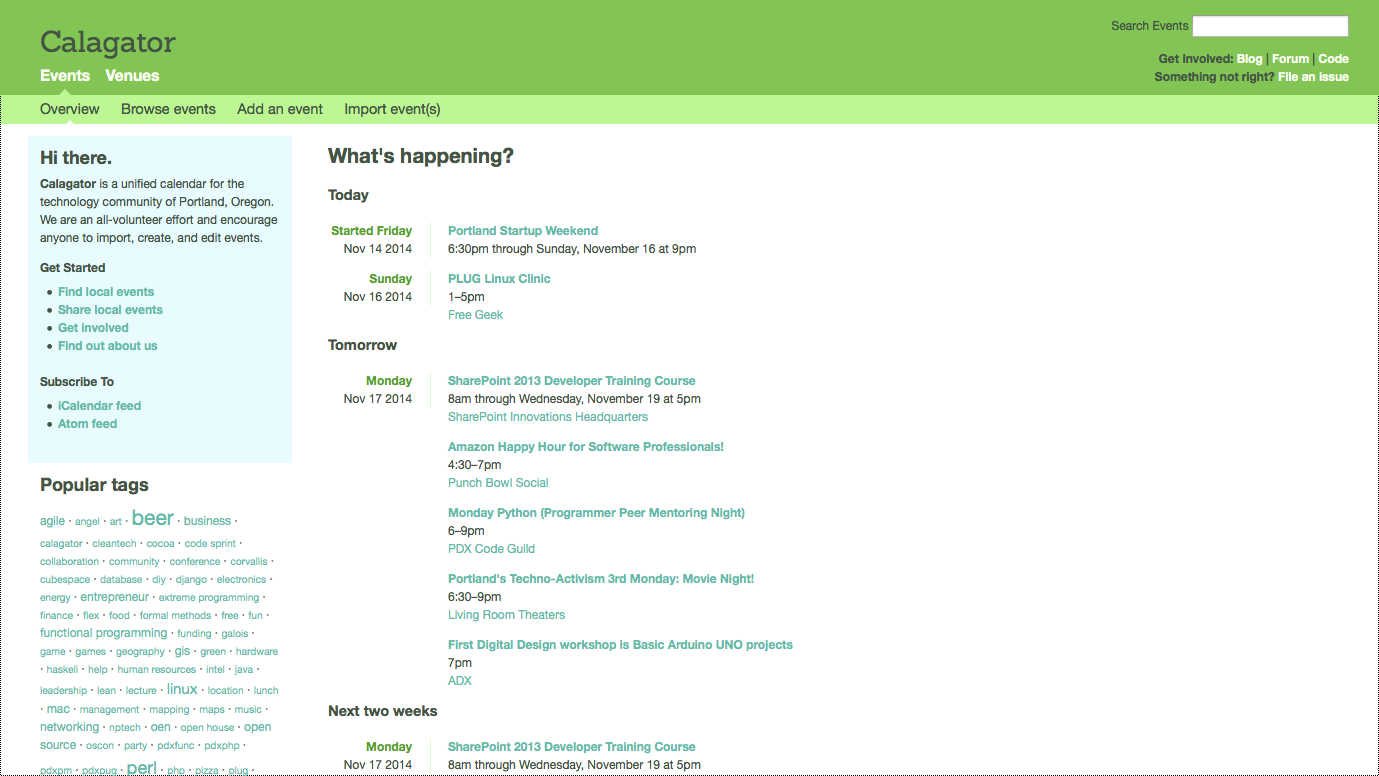 Calagator
Search Events
Get Involved: Blog | Forum | Code
Something not right? File an Issue
Events Venues
Overview Browse events Add an event Import event(s)
Hi there.
Calagator is a unified calendar for the
technology community of Portland, Oregon.
We are an all-volunteer effort and encourage
anyone to import, create, and edit events.
Get Started
• Find local events
• Share local events
• Get involved
• Find out about us
Subscribe To
• iCalendar feed
• Atom feed
Popular tags
agile · angel · art · beer · business ·
calagator · cleantech · cocoa · code sprint ·
collaboration · community · conference · corvallis ·
cubespace · database · diy · django · electronics ·
energy · entrepreneur · extreme programming ·
finance · flex · food · formal methods · free · fun ·
functional programming · funding · galois ·
game · games · geography · gis · green · hardware
· haskell · help · human resources · intel · java ·
leadership · lean · lecture · linux · location · lunch
· mac · management · mapping · maps · music ·
networking · nptech · oen · open house · open
source · oscon · party · pdxfunc · pdxphp ·
pdxpm · pdxpug · perl · php · pizza · plug ·
What's happening?
Today
Started Friday
Nov 14 2014
Portland Startup Weekend
6:30pm through Sunday, November 16 at 9pm
Sunday
Nov 16 2014
PLUG Linux Clinic
1–5pm
Free Geek
Tomorrow
Monday
Nov 17 2014
SharePoint 2013 Developer Training Course
8am through Wednesday, November 19 at 5pm
SharePoint Innovations Headquarters
Amazon Happy Hour for Software Professionals!
4:30–7pm
Punch Bowl Social
Monday Python (Programmer Peer Mentoring Night)
6–9pm
PDX Code Guild
Portland's Techno-Activism 3rd Monday: Movie Night!
6:30–9pm
Living Room Theaters
First Digital Design workshop is Basic Arduino UNO projects
7pm
ADX
Next two weeks
Monday
Nov 17 2014
SharePoint 2013 Developer Training Course
8am through Wednesday, November 19 at 5pm